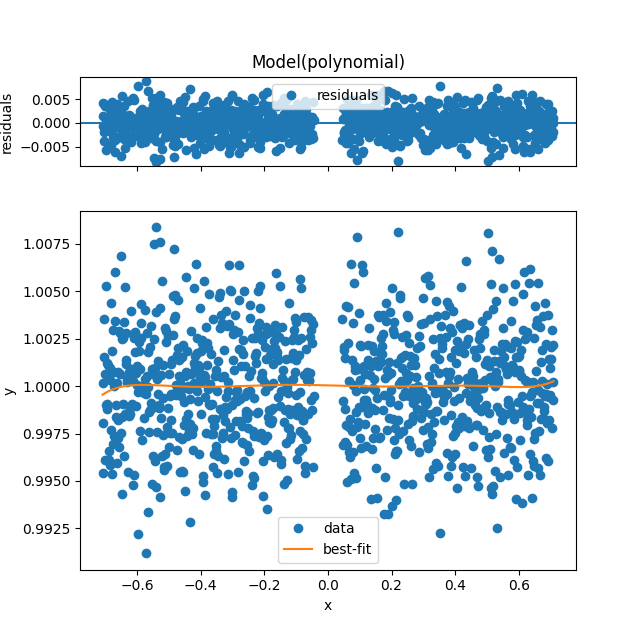 Model(polynomial)
residuals
0.005
0.000
−0.005
residuals
y
1.0075
1.0050
1.0025
1.0000
0.9975
0.9950
0.9925
data
best-fit
−0.6 −0.4 −0.2 0.0 0.2 0.4 0.6
x